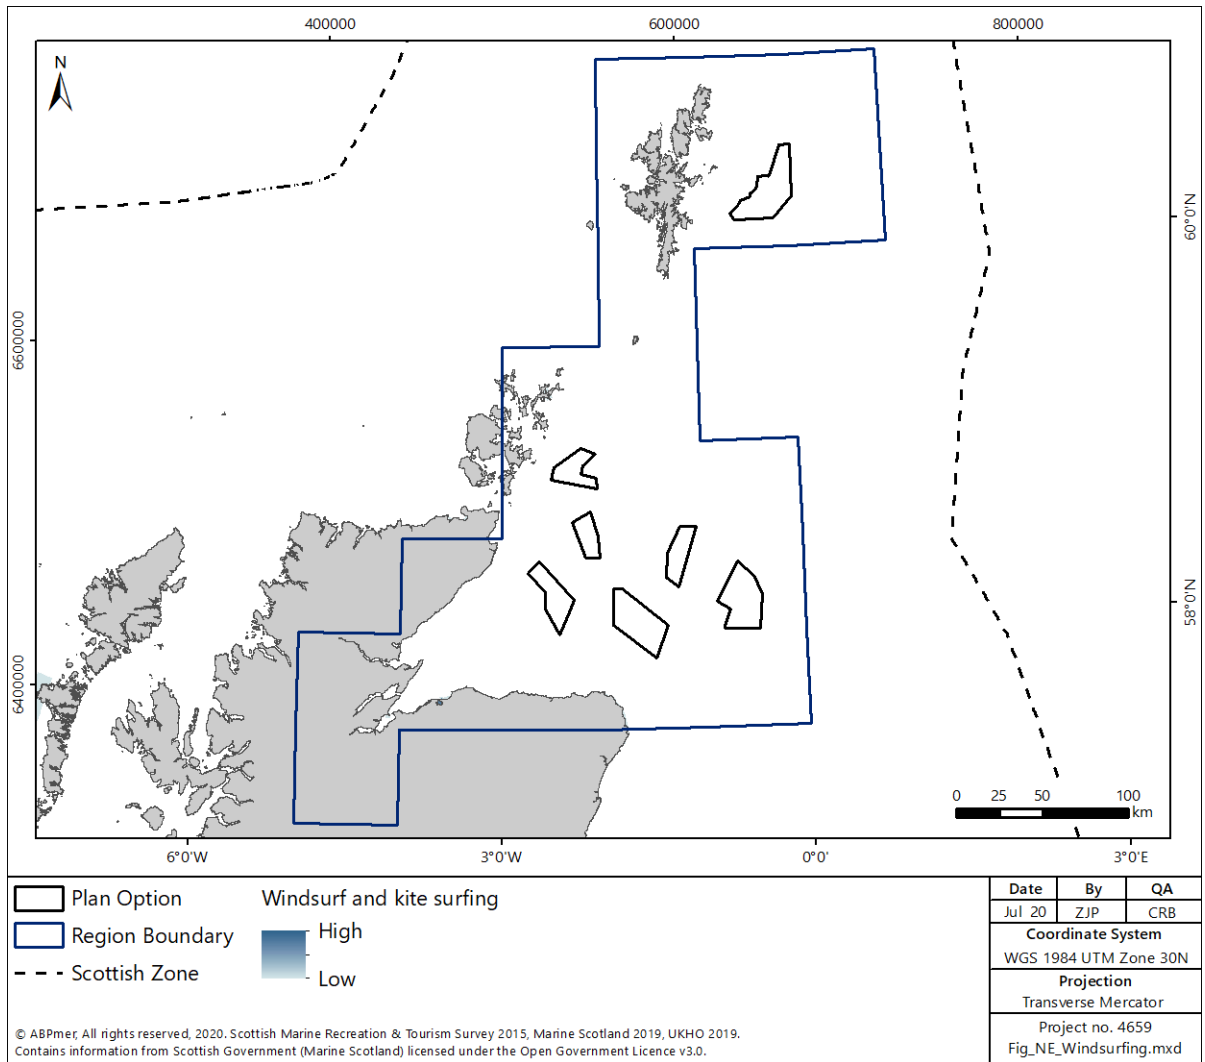 400000 600000 800000
N
60°0'N
6600000
58°0'N
6400000
0 25 50 100
km
6°0'W 3°0'W 0°0' 3°0'E
Plan Option
Region Boundary
Scottish Zone
Windsurf and kite surfing
High
Low
Date By QA
Jul 20 ZJP CRB
Coordinate System
WGS 1984 UTM Zone 30N
Projection
Transverse Mercator
Project no. 4659
Fig_NE_Windsurfing.mxd
© ABPmer, All rights reserved, 2020. Scottish Marine Recreation & Tourism Survey 2015, Marine Scotland 2019, UKHO 2019.
Contains information from Scottish Government (Marine Scotland) licensed under the Open Government Licence v3.0.